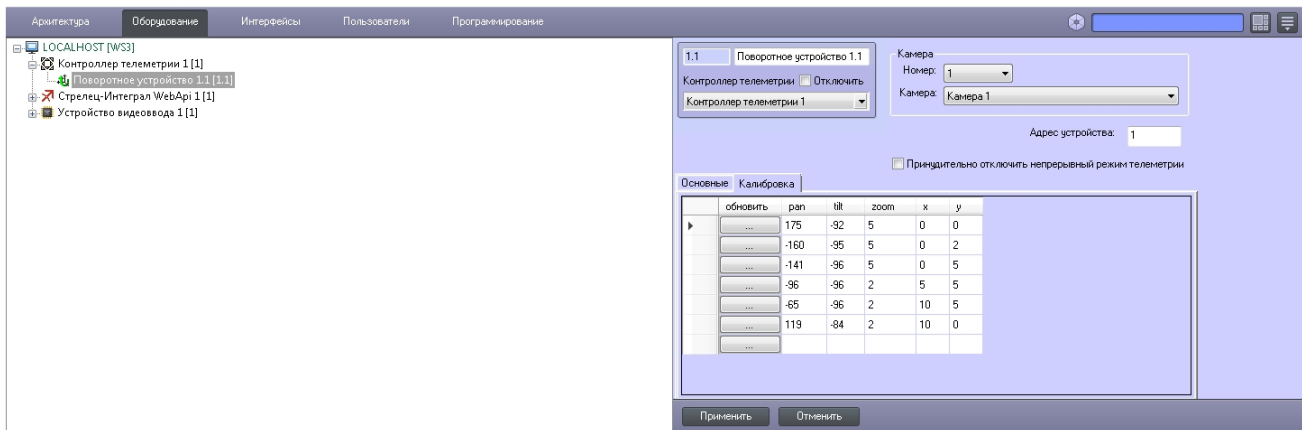 Архитектура Оборудование Интерфейсы Пользователи Программирование
LOCALHOST [WS3]
Контроллер телеметрии 1 [1]
Поворотное устройство 1.1 [1.1]
Стрелец-Интеграл WebApi 1 [1]
Устройство видеоввода 1 [1]
1.1 Поворотное устройство 1.1
Контроллер телеметрии Отключить
Контроллер телеметрии 1
Камера
Номер: 1
Камера: Камера 1
Адрес устройства: 1
Принудительно отключить непрерывный режим телеметрии
Основные Калибровка
обновить pan tilt zoom x y
... 175 -92 5 0 0
... -160 -95 5 0 2
... -141 -96 5 0 5
... -96 -96 2 5 5
... -65 -96 2 10 5
... 119 -84 2 10 0
...
Применить Отменить